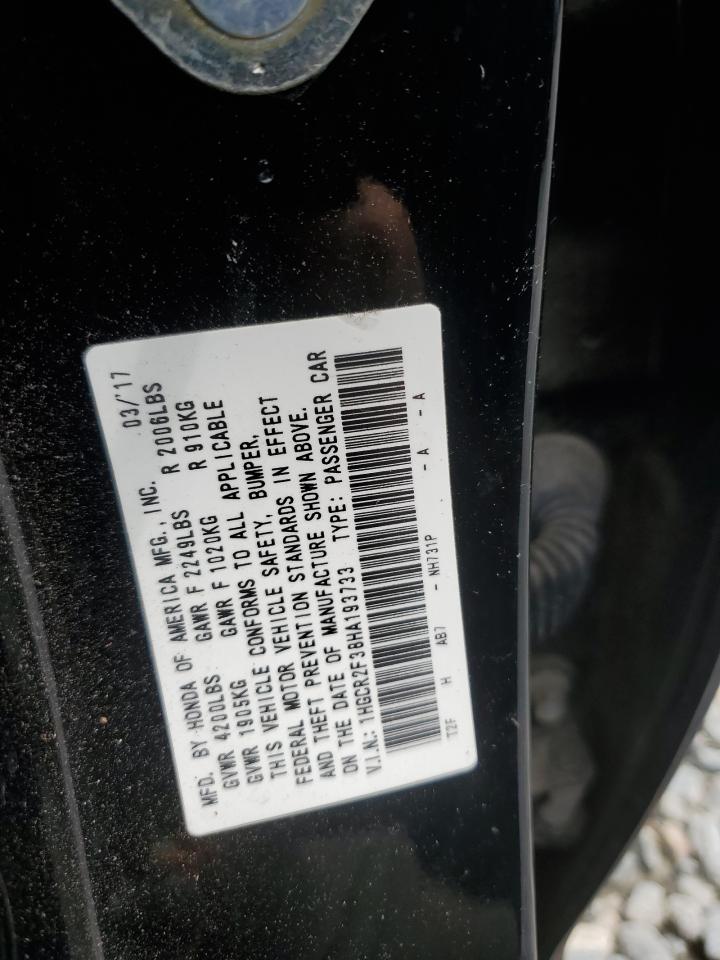 MFD. BY HONDA OF AMERICA MFG., INC. 03/'17
GVWR 4200LBS GAWR F 2249LBS R 2006LBS
GVWR 1905KG GAWR F 1020KG R 910KG
THIS VEHICLE CONFORMS TO ALL APPLICABLE
FEDERAL MOTOR VEHICLE SAFETY, BUMPER,
AND THEFT PREVENTION STANDARDS IN EFFECT
ON THE DATE OF MANUFACTURE SHOWN ABOVE.
V.I.N.: 1HGCR2F38HA193733 TYPE: PASSENGER CAR
T2F H AB7 - NH731P - A - A